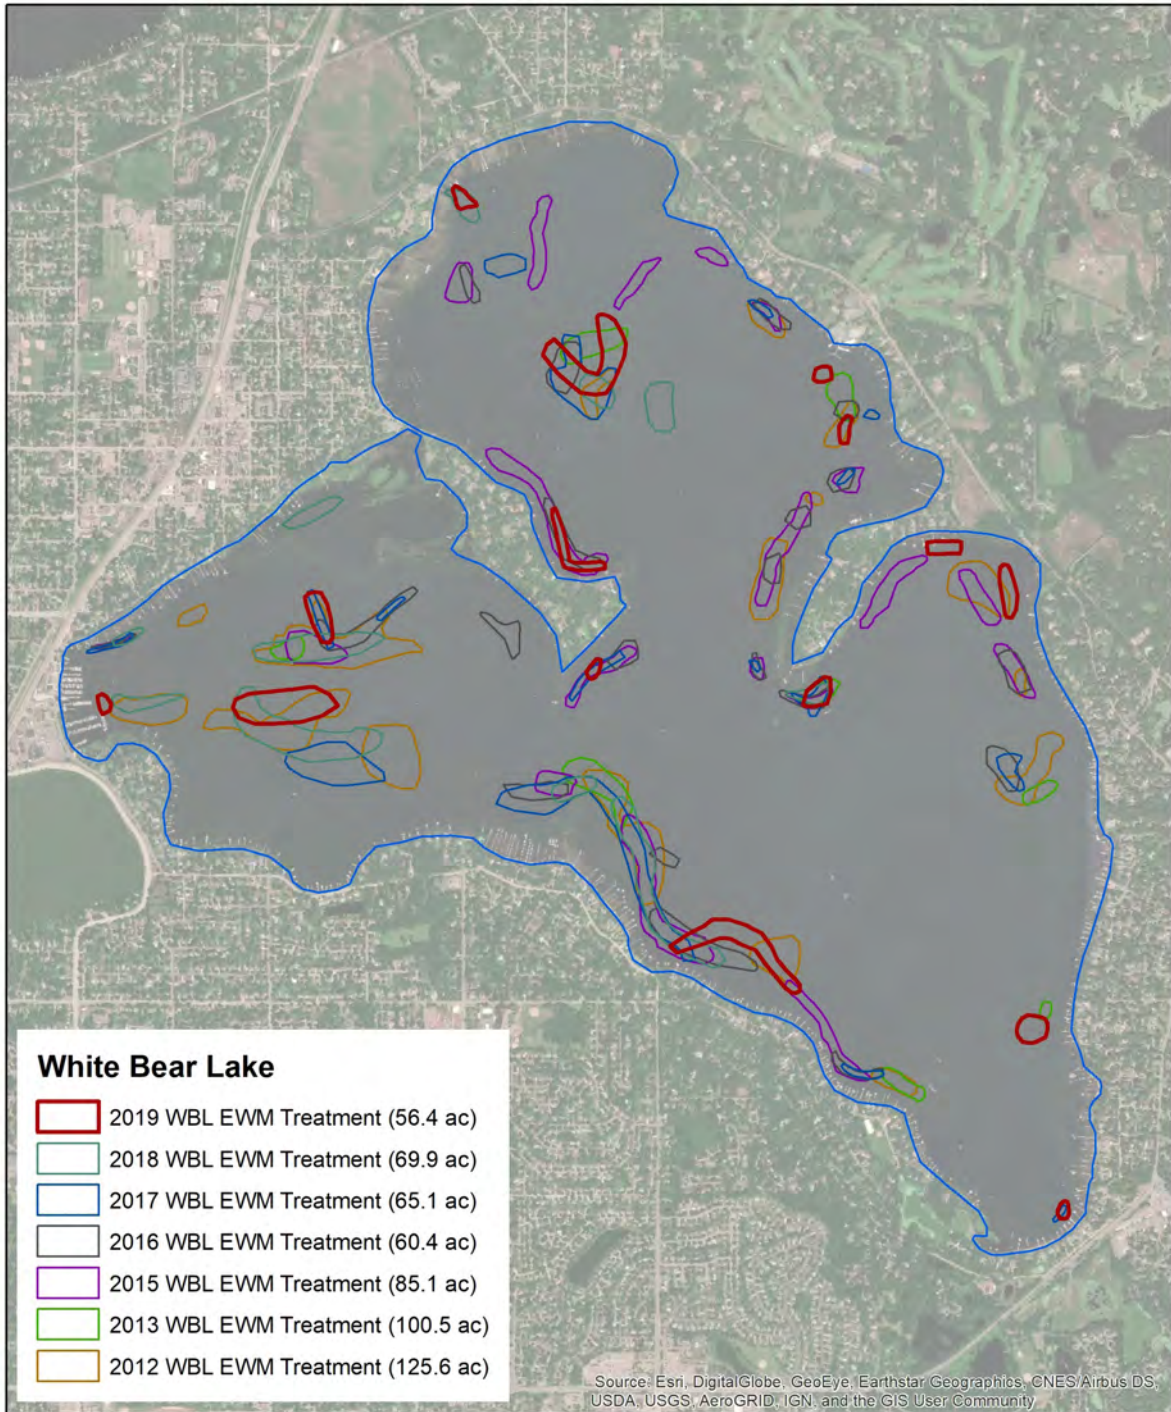 White Bear Lake
2019 WBL EWM Treatment (56.4 ac)
2018 WBL EWM Treatment (69.9 ac)
2017 WBL EWM Treatment (65.1 ac)
2016 WBL EWM Treatment (60.4 ac)
2015 WBL EWM Treatment (85.1 ac)
2013 WBL EWM Treatment (100.5 ac)
2012 WBL EWM Treatment (125.6 ac)
Source: Esri, DigitalGlobe, GeoEye, Earthstar Geographics, CNES/Airbus DS,
USDA, USGS, AeroGRID, IGN, and the GIS User Community